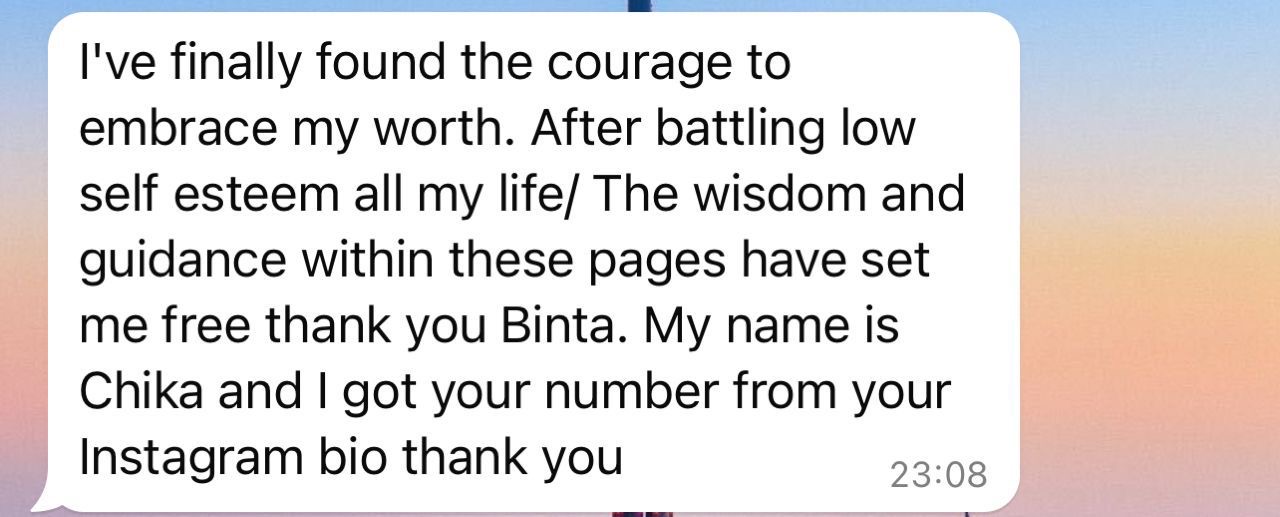 I've finally found the courage to
embrace my worth. After battling low
self esteem all my life/ The wisdom and
guidance within these pages have set
me free thank you Binta. My name is
Chika and I got your number from your
Instagram bio thank you
23:08